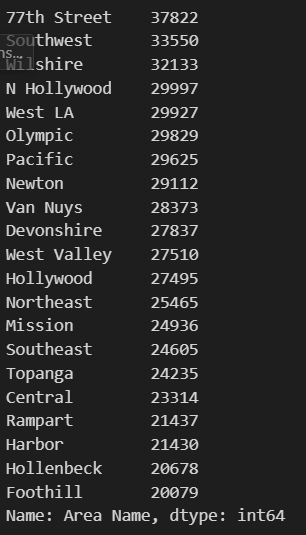 77th Street 37822
Southwest 33550
ns...
Wilshire 32133
N Hollywood 29997
West LA 29927
Olympic 29829
Pacific 29625
Newton 29112
Van Nuys 28373
Devonshire 27837
West Valley 27510
Hollywood 27495
Northeast 25465
Mission 24936
Southeast 24605
Topanga 24235
Central 23314
Rampart 21437
Harbor 21430
Hollenbeck 20678
Foothill 20079
Name: Area Name, dtype: int64